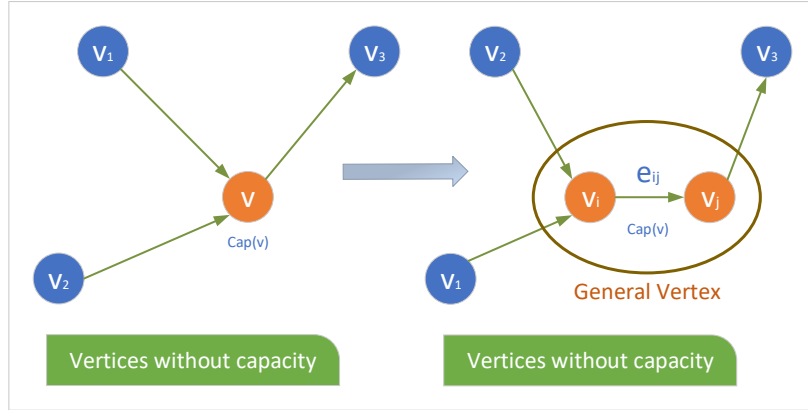 V1
V3
V
Cap(v)
V2
Vertices without capacity
V2
V3
eij
Vi
Vj
Cap(v)
V1
General Vertex
Vertices without capacity